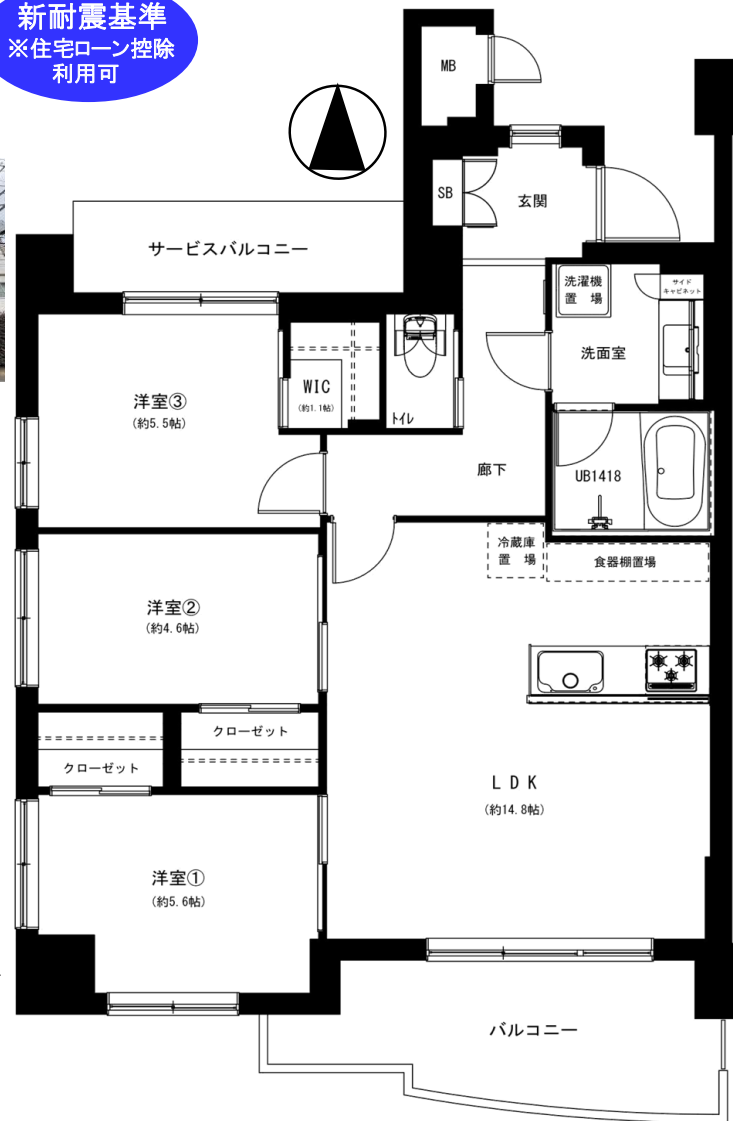 新耐震基準
※住宅ローン控除
利用可
MB
SB
玄関
サービスバルコニー
洗濯機
置 場
サイド
キャビネット
洗面室
WIC
(約1.1帖)
トイレ
洋室③
(約5.5帖)
廊下
UB1418
冷蔵庫
置 場
食器棚置場
洋室②
(約4.6帖)
クローゼット
クローゼット
LDK
(約14.8帖)
洋室①
(約5.6帖)
バルコニー